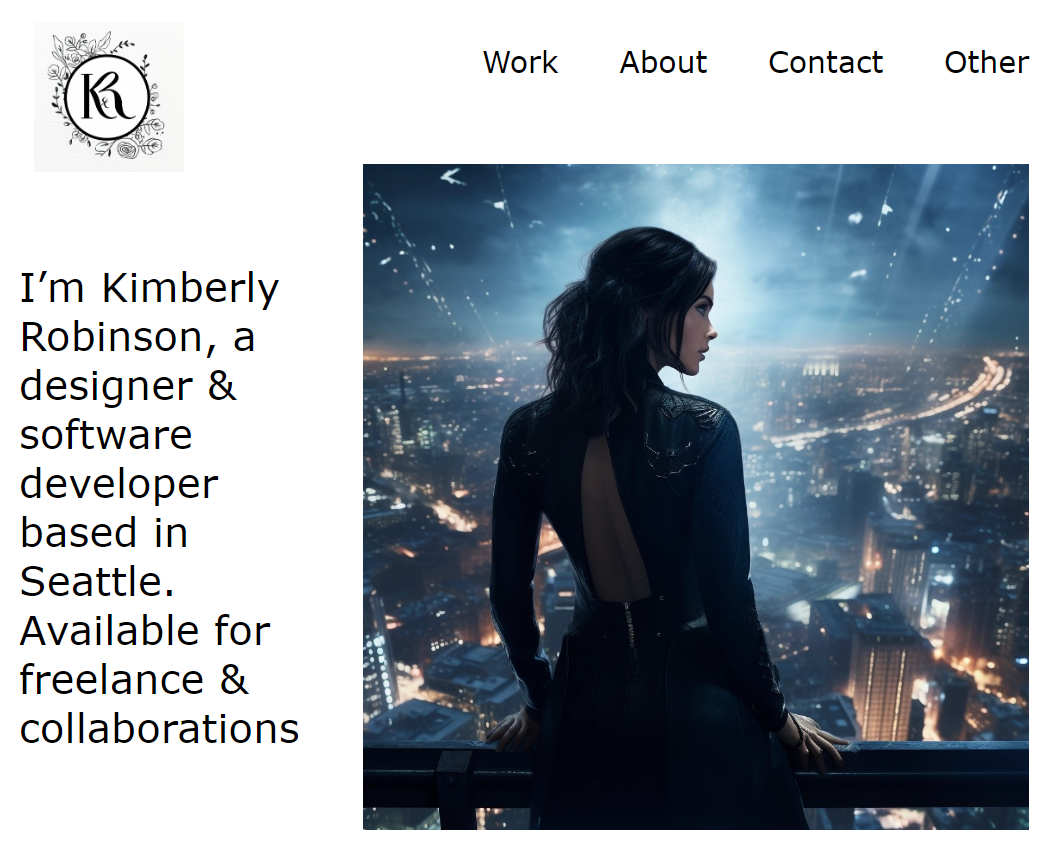 KR
Work About Contact Other
I’m Kimberly
Robinson, a
designer &
software
developer
based in
Seattle.
Available for
freelance &
collaborations